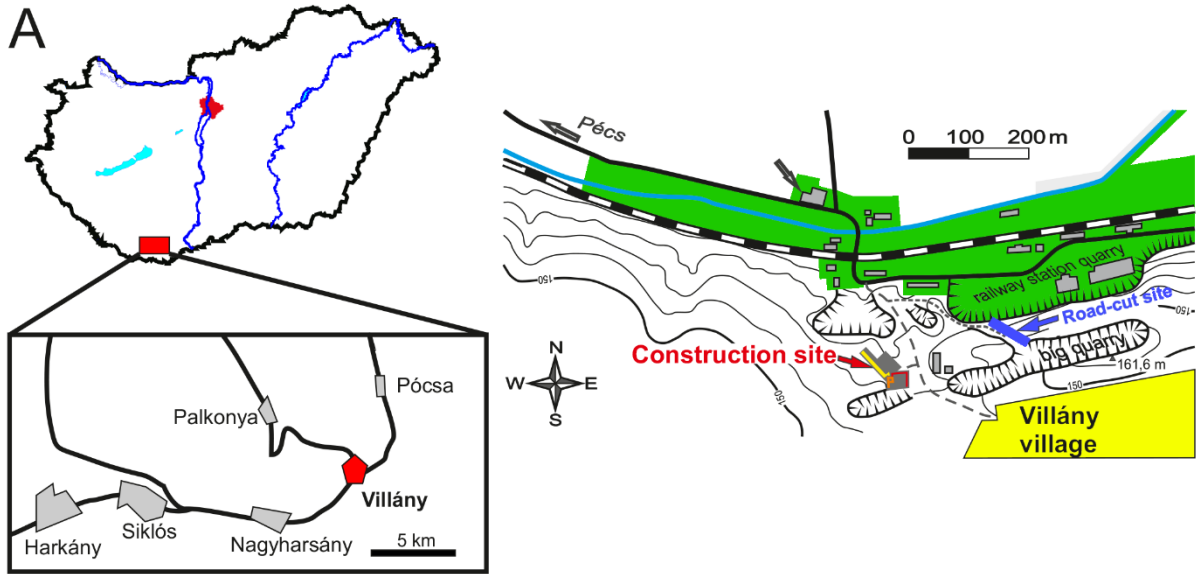 A
Pócsa
Palkonya
Villány
Siklós
Harkány
Nagyharsány
5 km
Pécs
0 100 200 m
railway station quarry
Road-cut site
150
150
big quarry
161,6 m
150
150
Construction site
P
N
W E
S
Villány
village